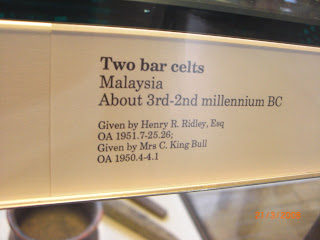 Two bar celts
Malaysia
About 3rd-2nd millennium BC
Given by Henry R. Ridley, Esq
OA 1951.7-25.26;
Given by Mrs C. King Bull
OA 1950.4-4.1